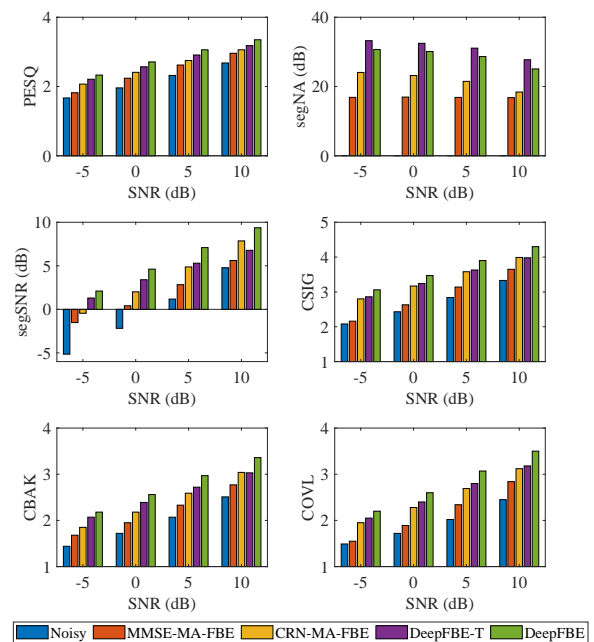 4
2
0
PESQ
-5 0 5 10
SNR (dB)
40
20
0
segNA (dB)
-5 0 5 10
SNR (dB)
10
5
0
-5
segSNR (dB)
-5 0 5 10
SNR (dB)
5
4
3
2
1
CSIG
-5 0 5 10
SNR (dB)
4
3
2
1
CBAK
-5 0 5 10
SNR (dB)
4
3
2
1
COVL
-5 0 5 10
SNR (dB)
Noisy MMSE-MA-FBE CRN-MA-FBE DeepFBE-T DeepFBE